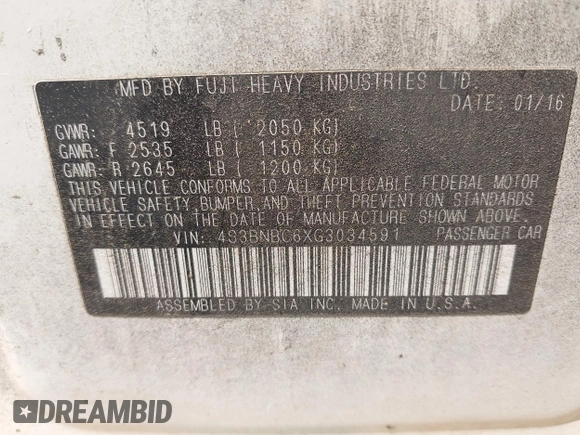 MFD BY FUJI HEAVY INDUSTRIES LTD.
DATE: 01/16
GVWR: 4519 LB ( 2050 KG)
GAWR: F 2535 LB ( 1150 KG)
GAWR: R 2645 LB ( 1200 KG)
THIS VEHICLE CONFORMS TO ALL APPLICABLE FEDERAL MOTOR
VEHICLE SAFETY, BUMPER, AND THEFT PREVENTION STANDARDS
IN EFFECT ON THE DATE OF MANUFACTURE SHOWN ABOVE.
VIN: 4S3BNBC6XG3034591 PASSENGER CAR
ASSEMBLED BY SIA INC. MADE IN U.S.A.
DREAMBID